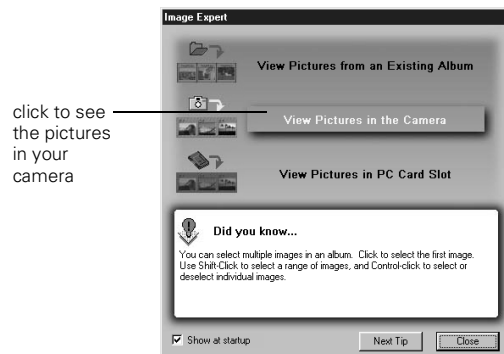 Image Expert
View Pictures from an Existing Album
click to see
the pictures
in your
camera
View Pictures in the Camera
View Pictures in PC Card Slot
Did you know...
You can select multiple images in an album. Click to select the first image.
Use Shift-Click to select a range of images, and Control-click to select or
deselect individual images.
Show at startup
Next Tip
Close